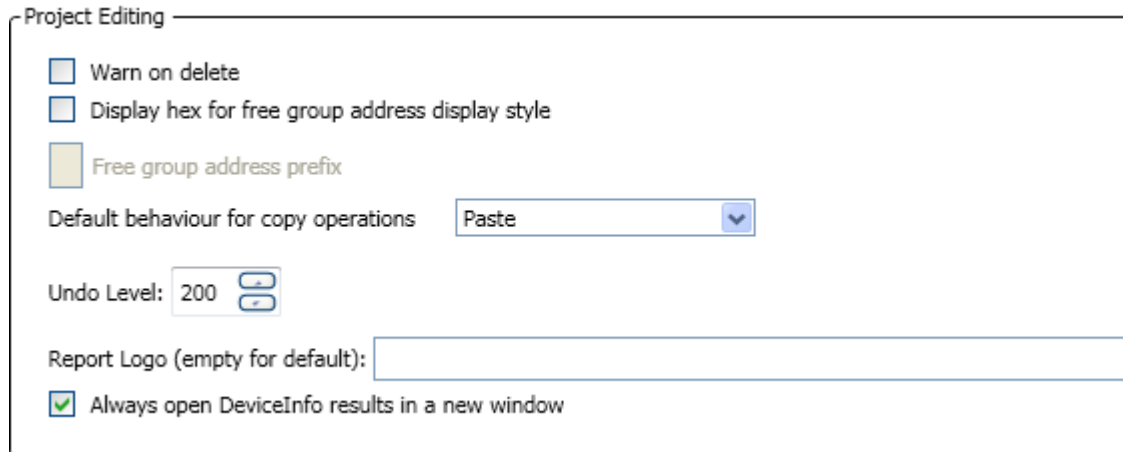 Project Editing
Warn on delete
Display hex for free group address display style
Free group address prefix
Default behaviour for copy operations Paste
Undo Level: 200
Report Logo (empty for default):
Always open DeviceInfo results in a new window